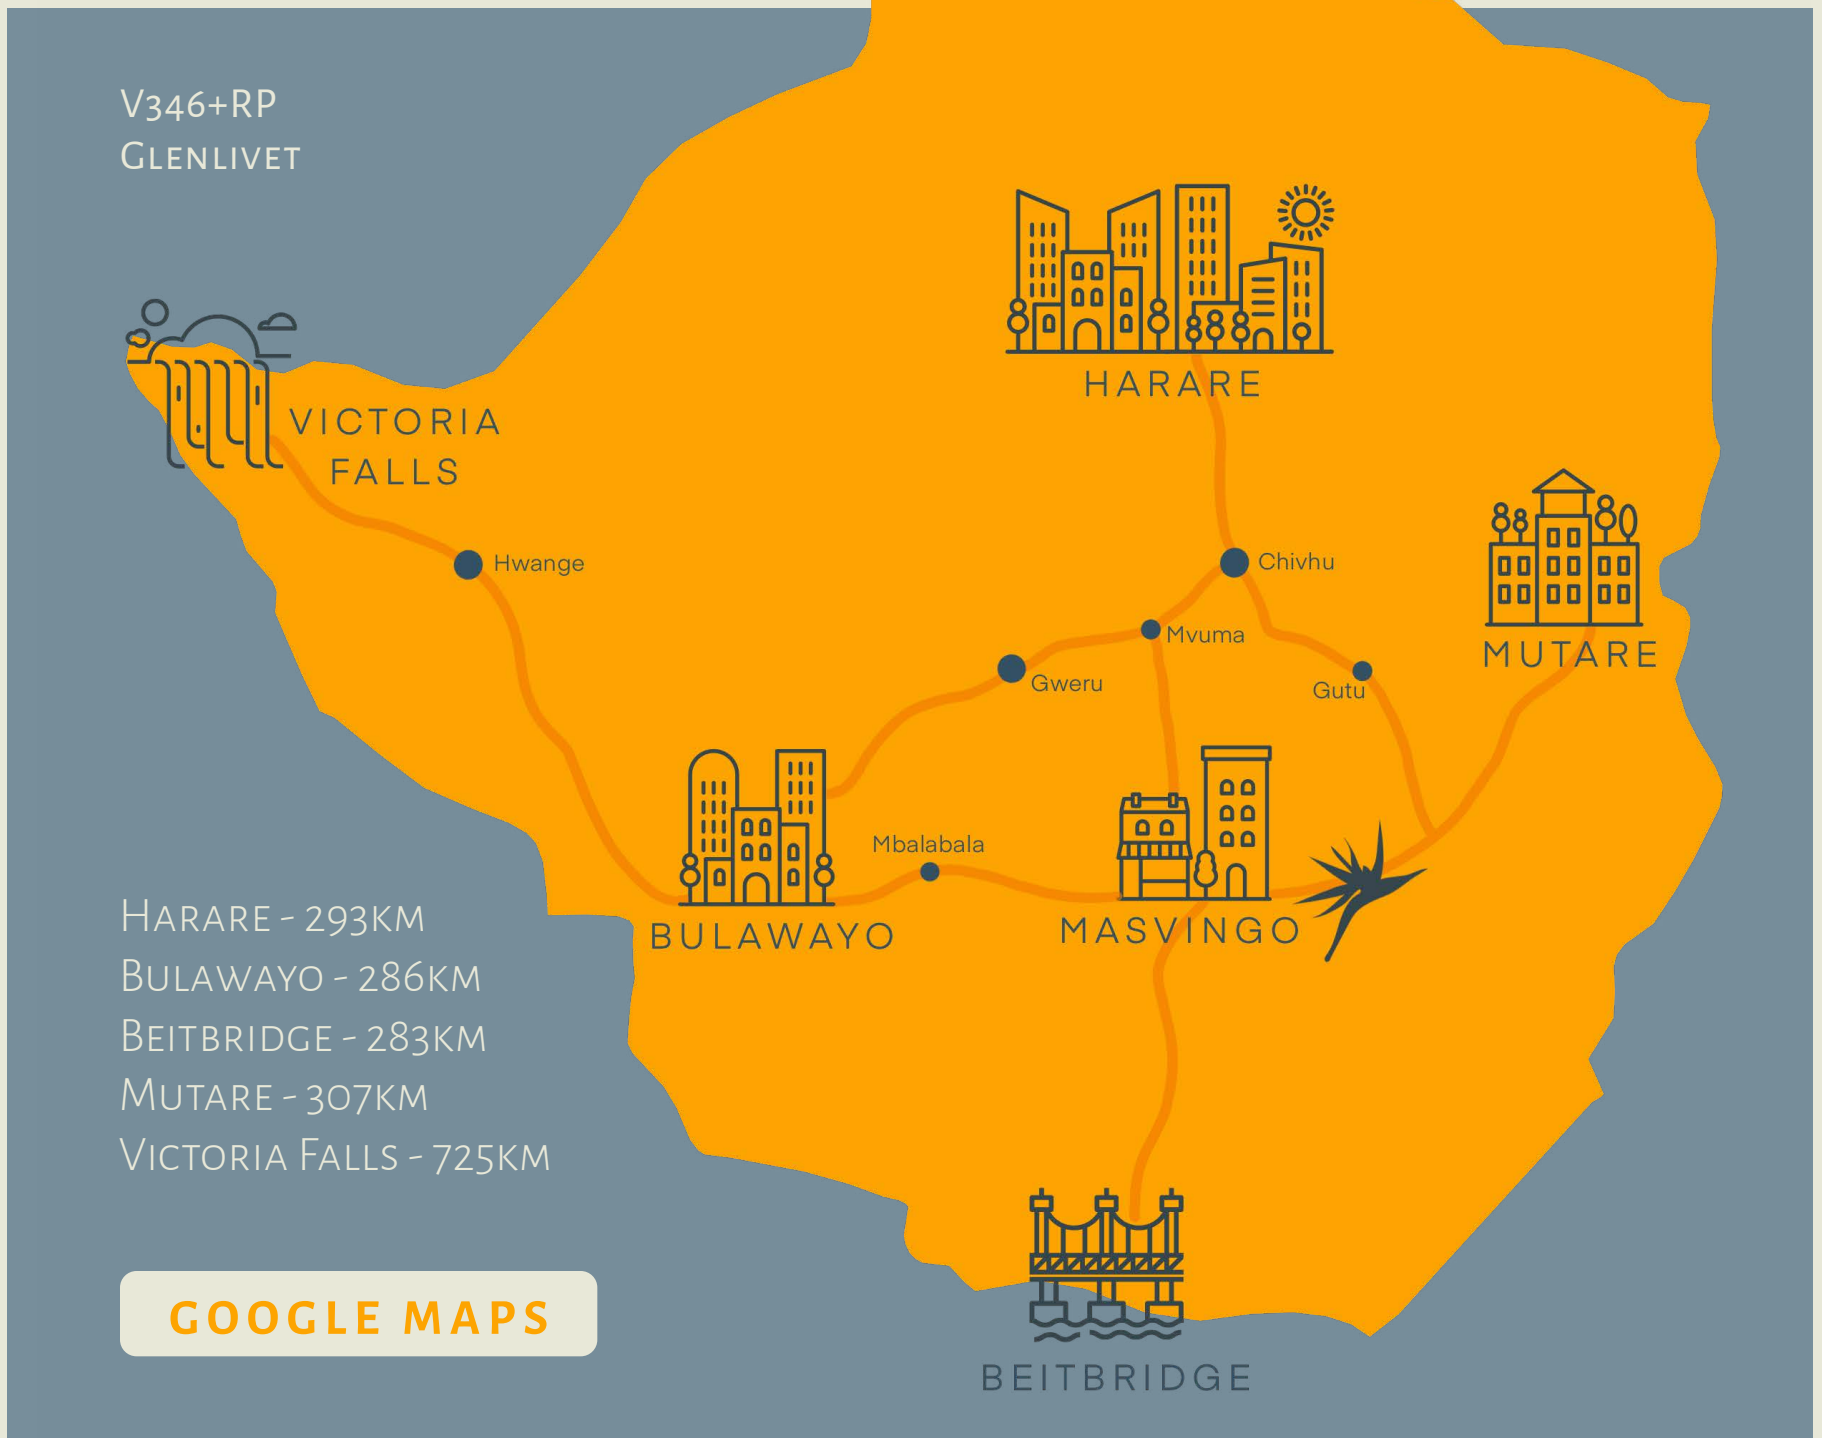 V346+RP
GLENLIVET
HARARE
VICTORIA
FALLS
Hwange
Chivhu
Mvuma
MUTARE
Gweru
Gutu
Mbalabala
BULAWAYO
MASVINGO
HARARE - 293KM
BULAWAYO - 286KM
BEITBRIDGE - 283KM
MUTARE - 307KM
VICTORIA FALLS - 725KM
GOOGLE MAPS
BEITBRIDGE